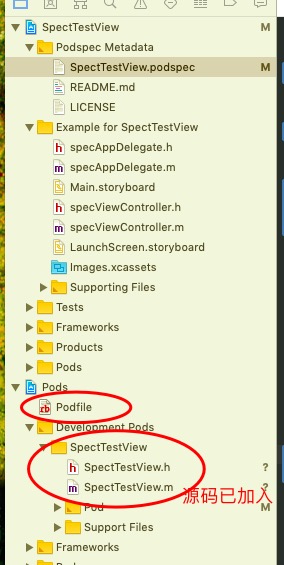 SpectTestView M
Podspec Metadata
SpectTestView.podspec M
README.md
LICENSE
Example for SpectTestView
h specAppDelegate.h
m specAppDelegate.m
Main.storyboard
h specViewController.h
m specViewController.m
LaunchScreen.storyboard
Images.xcassets
Supporting Files
Tests
Frameworks
Products
Pods
Pods
rb Podfile
Development Pods
SpectTestView
h SpectTestView.h ?
m SpectTestView.m ?
源码已加入
Pod M
Support Files
Frameworks